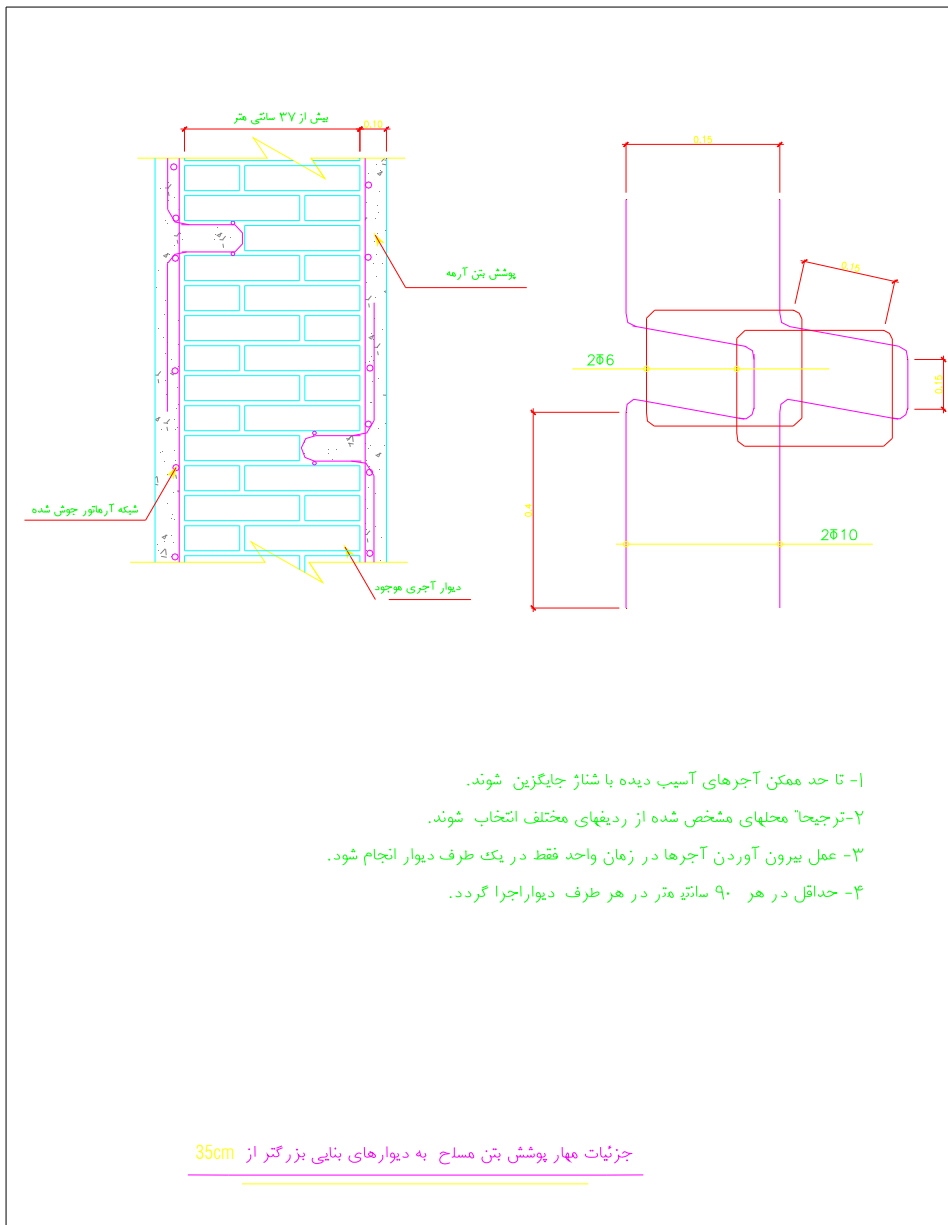 بیش از ۳۷ سانتی متر
0.10
پوشش بتن آرمه
شبکه آرماتور جوش شده
دیوار آجری موجود
0.15
0.15
2Φ6
0.15
0.4
2Φ10
۱- تا حد ممکن آجرهای آسیب دیده با شناژ جایگزین شوند.
۲-ترجیحا" محلهای مشخص شده از ردیفهای مختلف انتخاب شوند.
۳- عمل بیرون آوردن آجرها در زمان واحد فقط در یک طرف دیوار انجام شود.
۴- حداقل در هر ۹۰ سانتیمتر در هر طرف دیواراجرا گردد.
جزئیات مهار پوشش بتن مسلح به دیوارهای بنایی بزرگتر از 35cm